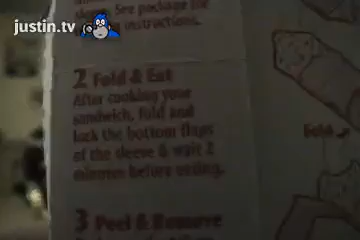 justin.tv
See package for
instructions.
2 Fold & Eat
After cooking your
sandwich, fold and
tuck the bottom flaps
of the sleeve & wait 2
minutes before eating.
Fold
3 Peel & Remove